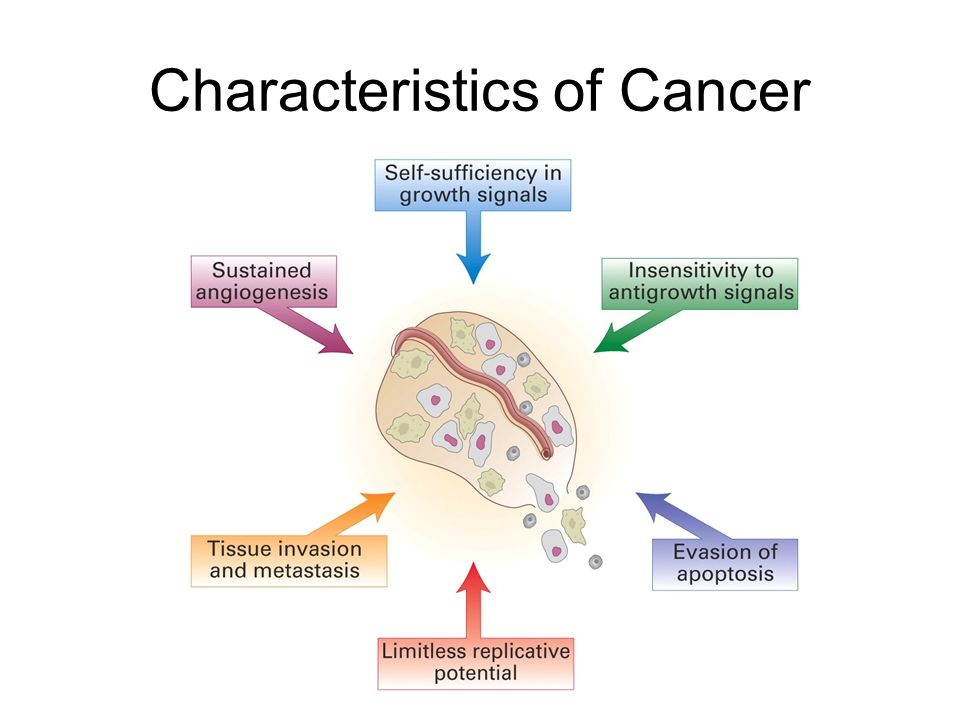 Characteristics of Cancer
Self-sufficiency in
growth signals
Sustained
angiogenesis
Insensitivity to
antigrowth signals
Tissue invasion
and metastasis
Evasion of
apoptosis
Limitless replicative
potential